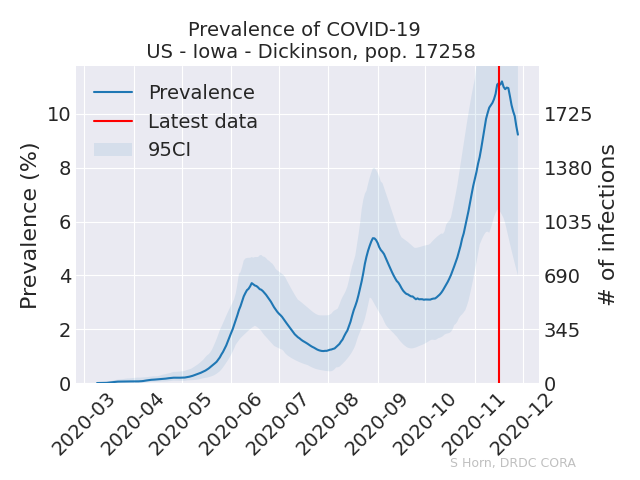 Prevalence of COVID-19
US - Iowa - Dickinson, pop. 17258
Prevalence
Latest data
95CI
Prevalence (%)
10
8
6
4
2
0
1725
1380
1035
690
345
0
# of infections
2020-03
2020-04
2020-05
2020-06
2020-07
2020-08
2020-09
2020-10
2020-11
2020-12
S Horn, DRDC CORA